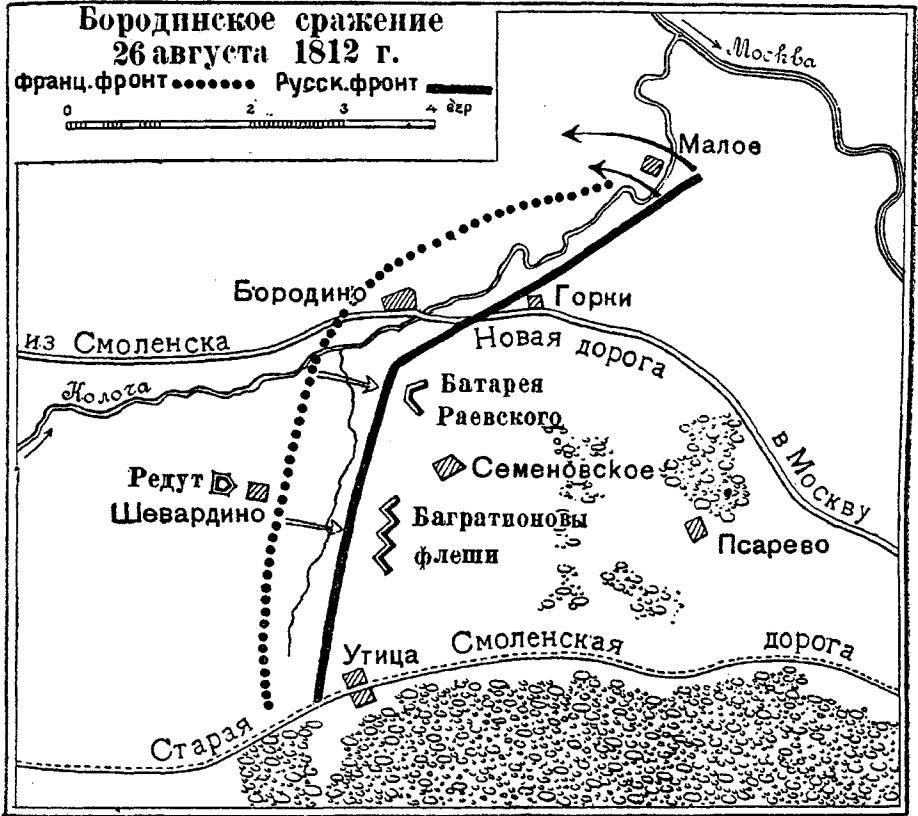 Бородинское сражение
26 августа 1812 г.
франц.фронт Русск.фронт
0 2 3 4 вер
Москва
Малое
Бородино
Горки
из Смоленска
Новая дорога
в Москву
Колоча
Батарея
Раевского
Семеновское
Редут
Шевардино
Багратионовы
флеши
Псарево
Утица
Старая Смоленская дорога